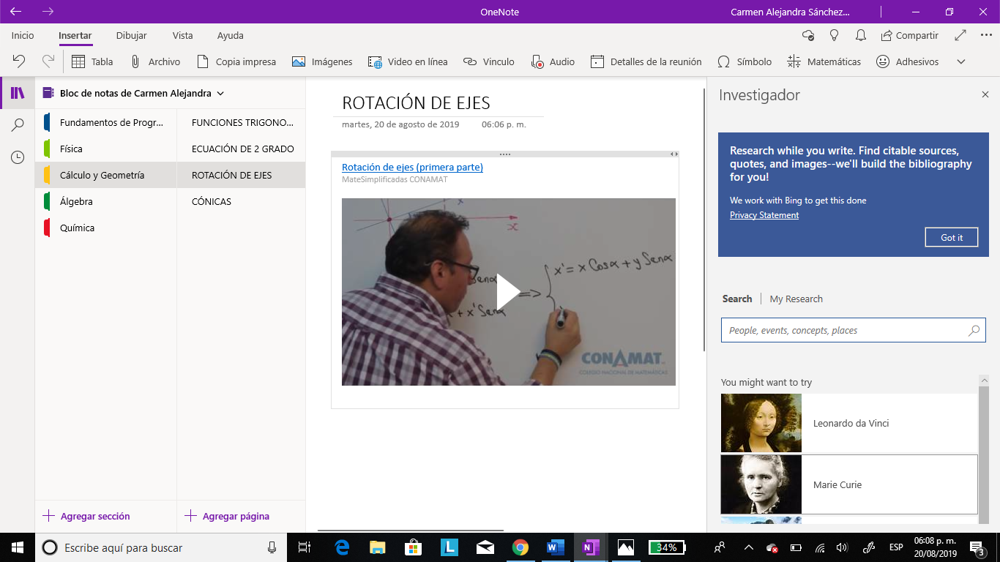 OneNote
Carmen Alejandra Sánchez...
Inicio
Insertar
Dibujar
Vista
Ayuda
Compartir
Tabla
Archivo
Copia impresa
Imágenes
Video en línea
Vinculo
Audio
Detalles de la reunión
Símbolo
Matemáticas
Adhesivos
Bloc de notas de Carmen Alejandra
Fundamentos de Progr...
Física
Cálculo y Geometría
Álgebra
Química
FUNCIONES TRIGONO...
ECUACIÓN DE 2 GRADO
ROTACIÓN DE EJES
CÓNICAS
Agregar sección
Agregar página
ROTACIÓN DE EJES
martes, 20 de agosto de 2019
06:06 p. m.
Rotación de ejes (primera parte)
MateSimplificadas CONAMAT
x
x
Senα
=> { x' = x Cosα + y Senα
+ x' Senα
CONAMAT
COLEGIO NACIONAL DE MATEMÁTICAS
Investigador
Research while you write. Find citable sources,
quotes, and images--we'll build the bibliography
for you!
We work with Bing to get this done
Privacy Statement
Got it
Search
My Research
People, events, concepts, places
You might want to try
Leonardo da Vinci
Marie Curie
Escribe aquí para buscar
L
34%
ESP
06:08 p. m.
20/08/2019
3